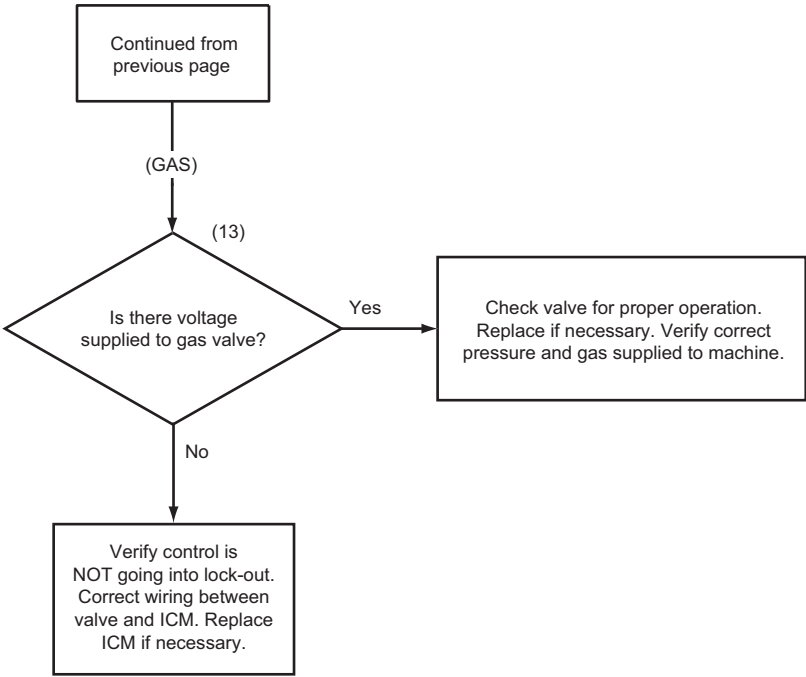 Continued from
previous page
(GAS)
(13)
Is there voltage
supplied to gas valve?
Yes
Check valve for proper operation.
Replace if necessary. Verify correct
pressure and gas supplied to machine.
No
Verify control is
NOT going into lock-out.
Correct wiring between
valve and ICM. Replace
ICM if necessary.